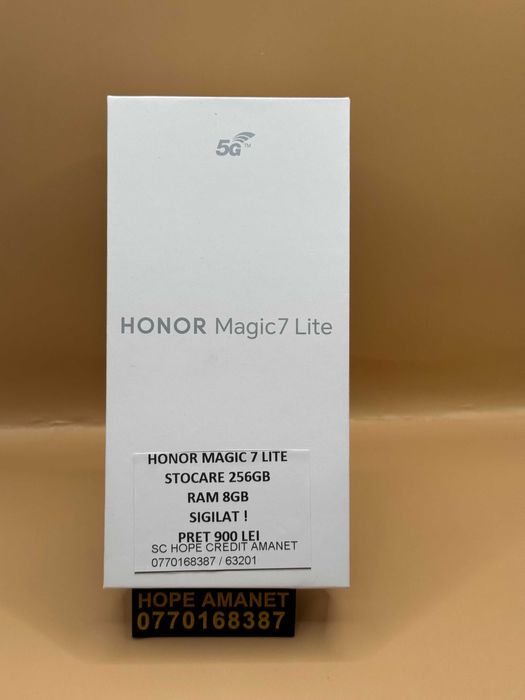 5G™
HONOR Magic7 Lite
HONOR MAGIC 7 LITE
STOCARE 256GB
RAM 8GB
SIGILAT !
PRET 900 LEI
SC HOPE CREDIT AMANET
0770168387 / 63201
HOPE AMANET
0770168387